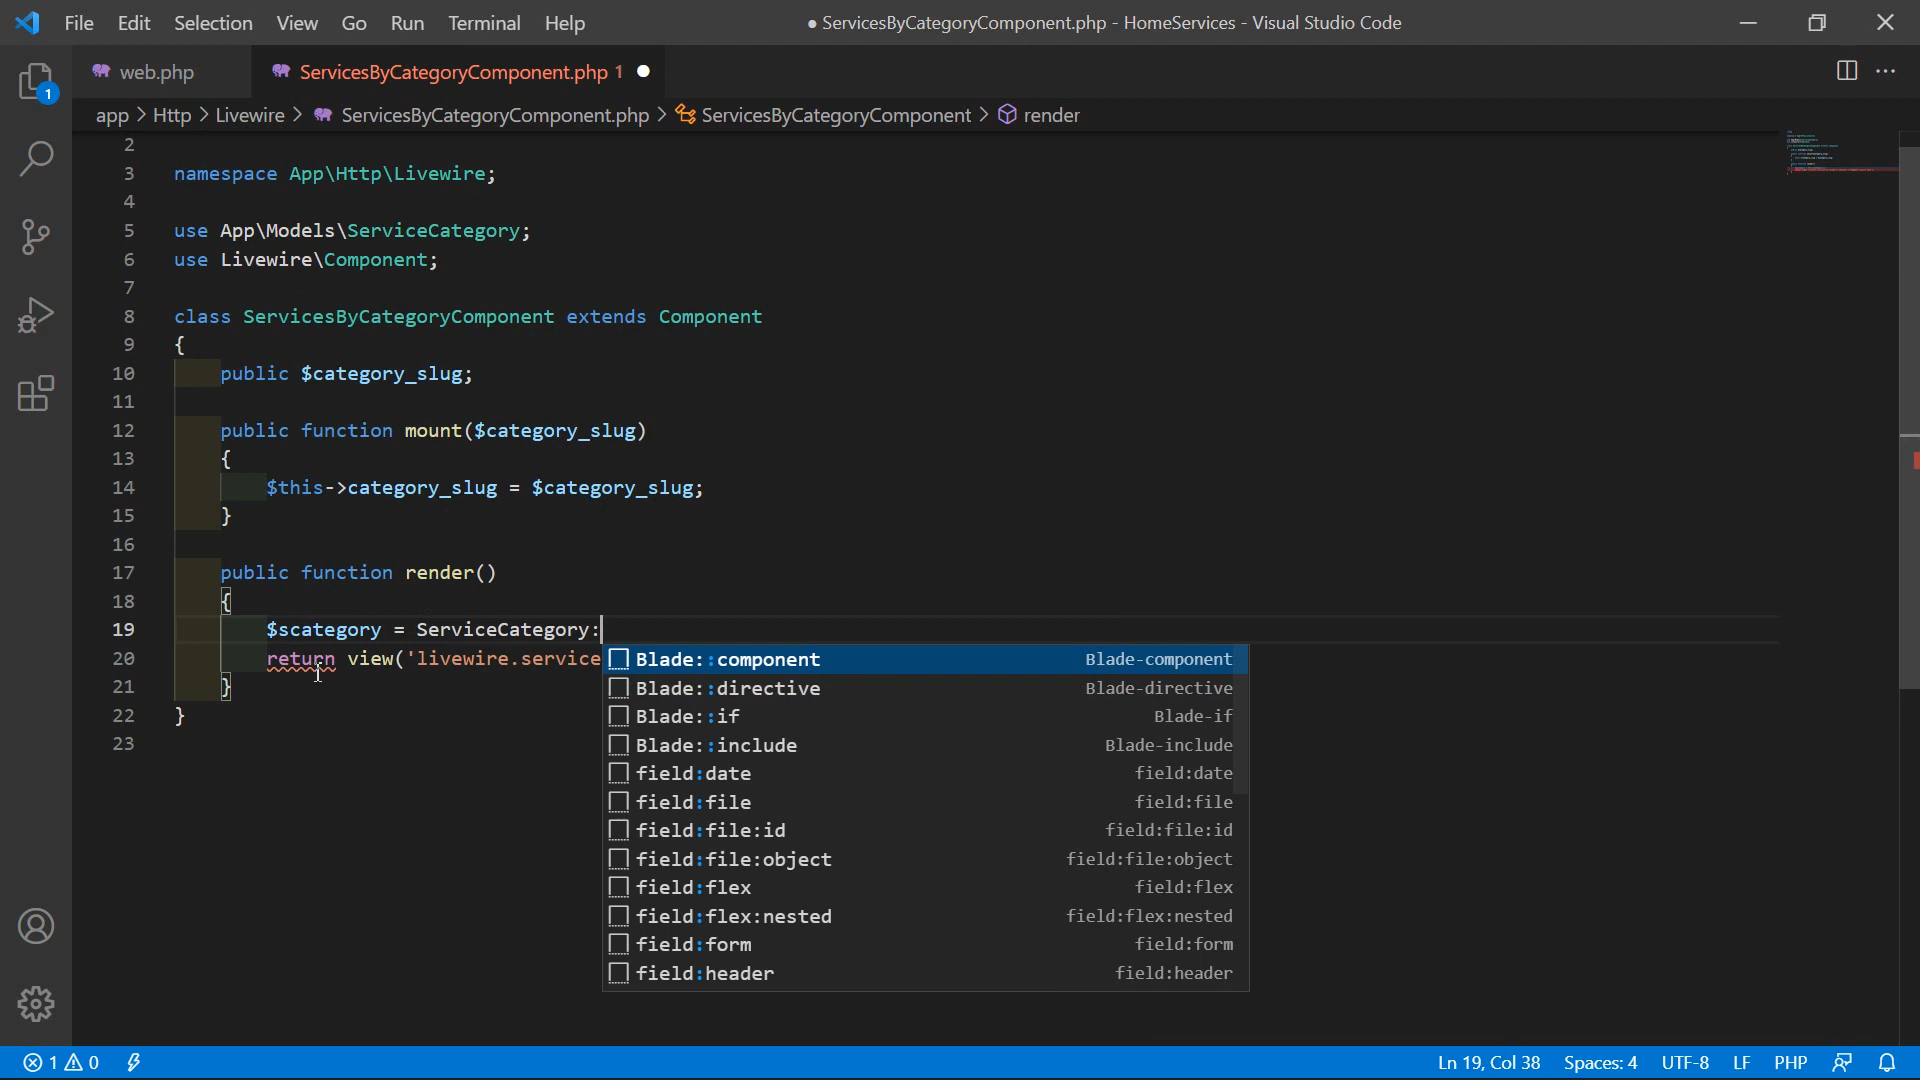 File Edit Selection View Go Run Terminal Help
● ServicesByCategoryComponent.php - HomeServices - Visual Studio Code
web.php
ServicesByCategoryComponent.php 1
app > Http > Livewire > ServicesByCategoryComponent.php > ServicesByCategoryComponent > render
1
2
3 namespace App\Http\Livewire;
4
5 use App\Models\ServiceCategory;
6 use Livewire\Component;
7
8 class ServicesByCategoryComponent extends Component
9 {
10 public $category_slug;
11
12 public function mount($category_slug)
13 {
14 $this->category_slug = $category_slug;
15 }
16
17 public function render()
18 {
19 $scategory = ServiceCategory:
20 return view('livewire.service
21 }
22 }
23
Blade::component Blade-component
Blade::directive Blade-directive
Blade::if Blade-if
Blade::include Blade-include
field:date field:date
field:file field:file
field:file:id field:file:id
field:file:object field:file:object
field:flex field:flex
field:flex:nested field:flex:nested
field:form field:form
field:header field:header
1 0
Ln 19, Col 38 Spaces: 4 UTF-8 LF PHP